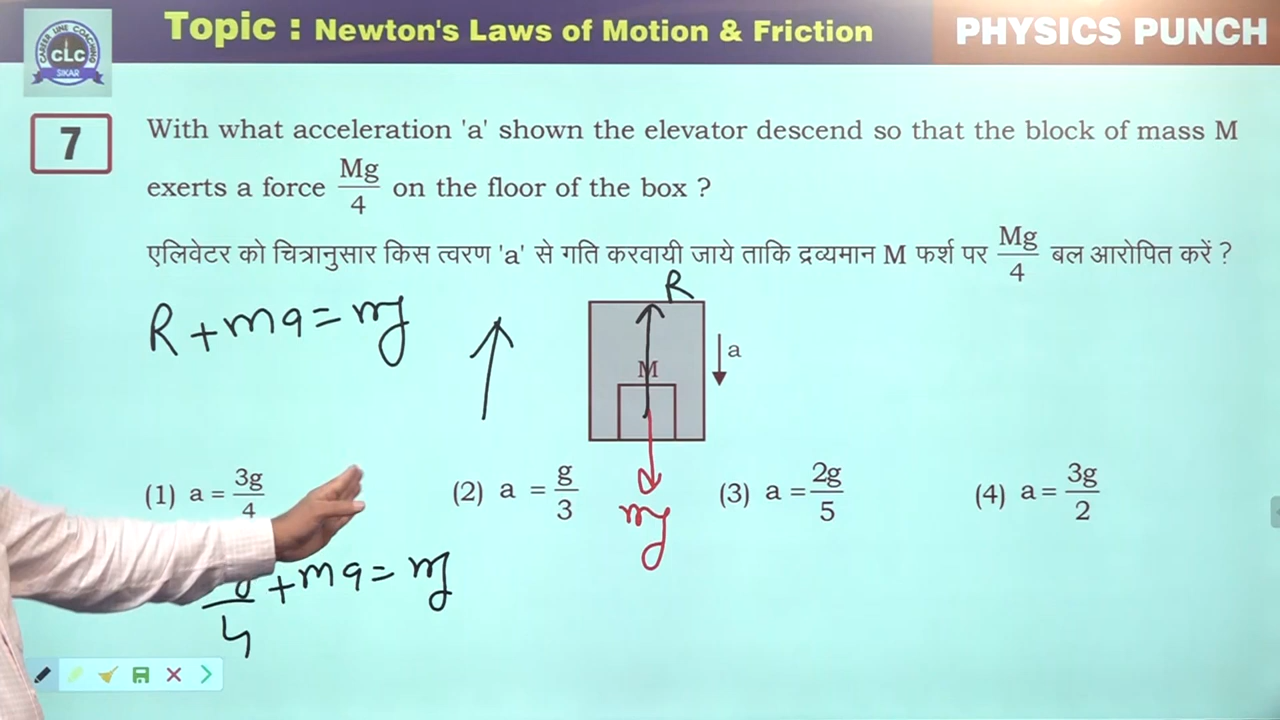 Topic : Newton's Laws of Motion & Friction
PHYSICS PUNCH
CAREER LINE COACHING
CLC
SIKAR
7
With what acceleration 'a' shown the elevator descend so that the block of mass M
exerts a force Mg/4 on the floor of the box ?
एलिवेटर को चित्रानुसार किस त्वरण 'a' से गति करवायी जाये ताकि द्रव्यमान M फर्श पर Mg/4 बल आरोपित करें ?
R
R + ma = mg
M
a
(1) a = 3g/4
(2) a = g/3
(3) a = 2g/5
(4) a = 3g/2
mg
/4 + ma = mg